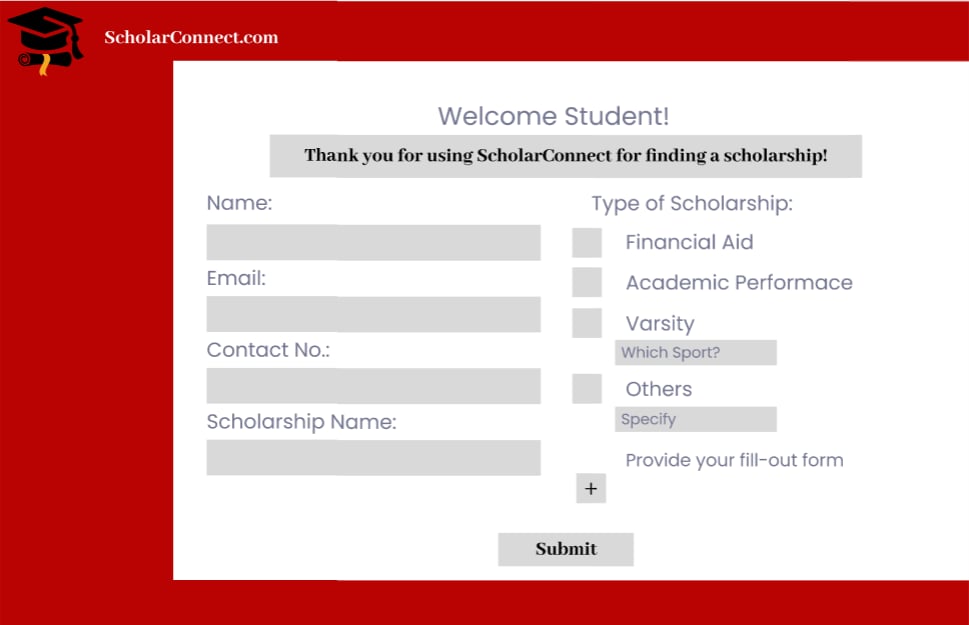 ScholarConnect.com
Welcome Student!
Thank you for using ScholarConnect for finding a scholarship!
Name:
Email:
Contact No.:
Scholarship Name:
Type of Scholarship:
Financial Aid
Academic Performace
Varsity
Which Sport?
Others
Specify
Provide your fill-out form
+
Submit